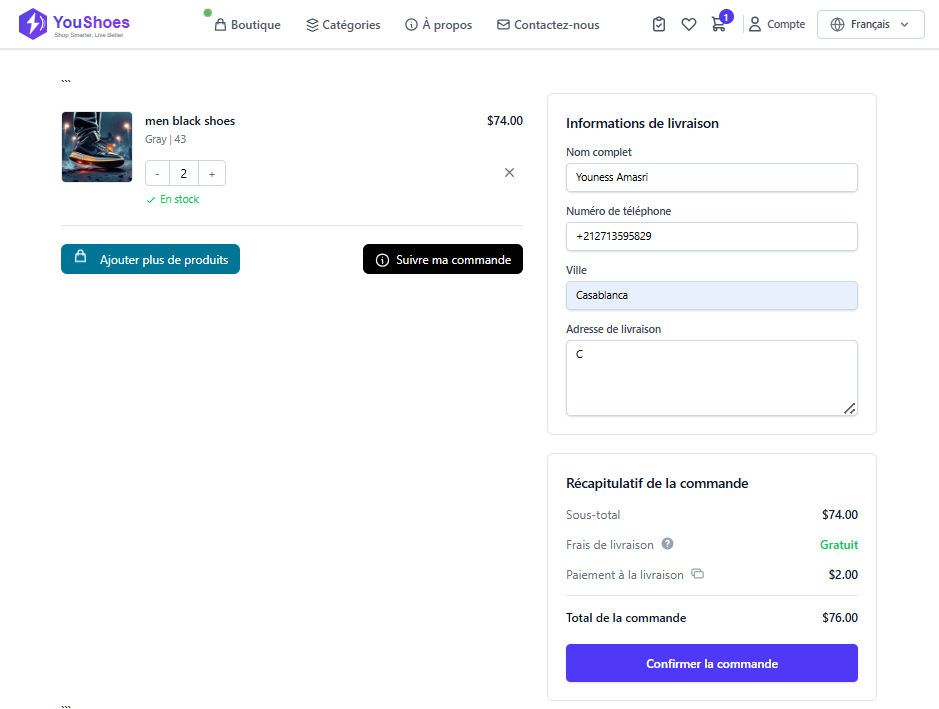 YouShoes
Shop Smarter, Live Better
Boutique
Catégories
À propos
Contactez-nous
1
Compte
Français
```
men black shoes
$74.00
Gray | 43
- 2 +
En stock
Ajouter plus de produits
Suivre ma commande
Informations de livraison
Nom complet
Youness Amasri
Numéro de téléphone
+212713595829
Ville
Casablanca
Adresse de livraison
C
Récapitulatif de la commande
Sous-total
$74.00
Frais de livraison
Gratuit
Paiement à la livraison
$2.00
Total de la commande
$76.00
Confirmer la commande
```